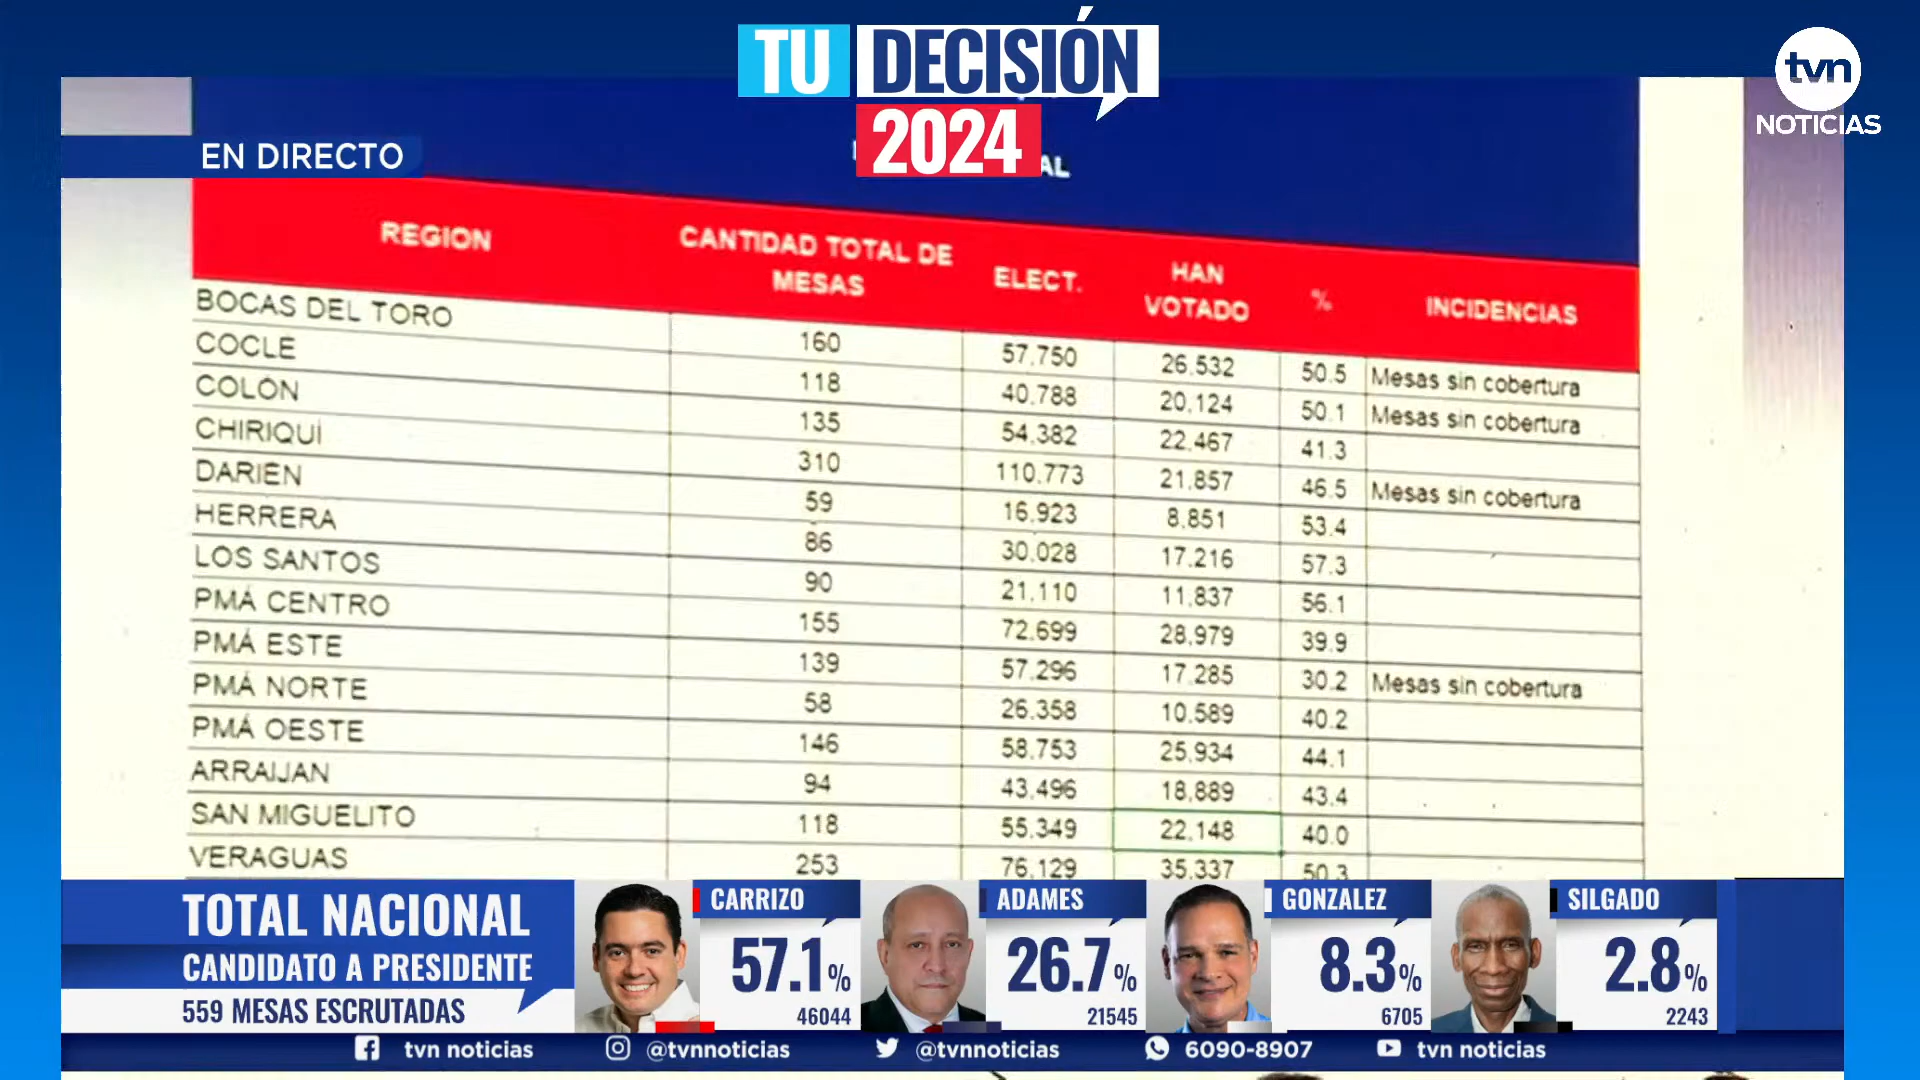 TU DECISIÓN
2024
tvn
NOTICIAS
EN DIRECTO
AL
REGION CANTIDAD TOTAL DE MESAS ELECT. HAN VOTADO % INCIDENCIAS
BOCAS DEL TORO 160 57.750 26.532 50.5 Mesas sin cobertura
COCLÉ 118 40.788 20.124 50.1 Mesas sin cobertura
COLÓN 135 54.382 22.467 41.3
CHIRIQUÍ 310 110.773 21.857 46.5 Mesas sin cobertura
DARIÉN 59 16.923 8.851 53.4
HERRERA 86 30.028 17.216 57.3
LOS SANTOS 90 21.110 11.837 56.1
PMÁ CENTRO 155 72.699 28.979 39.9
PMÁ ESTE 139 57.296 17.285 30.2 Mesas sin cobertura
PMÁ NORTE 58 26.358 10.589 40.2
PMÁ OESTE 146 58.753 25.934 44.1
ARRAIJAN 94 43.496 18.889 43.4
SAN MIGUELITO 118 55.349 22.148 40.0
VERAGUAS 253 76.129 35.337 50.3
TOTAL NACIONAL
CANDIDATO A PRESIDENTE
559 MESAS ESCRUTADAS
CARRIZO
57.1%
46044
ADAMES
26.7%
21545
GONZALEZ
8.3%
6705
SILGADO
2.8%
2243
tvn noticias @tvnnoticias @tvnnoticias 6090-8907 tvn noticias